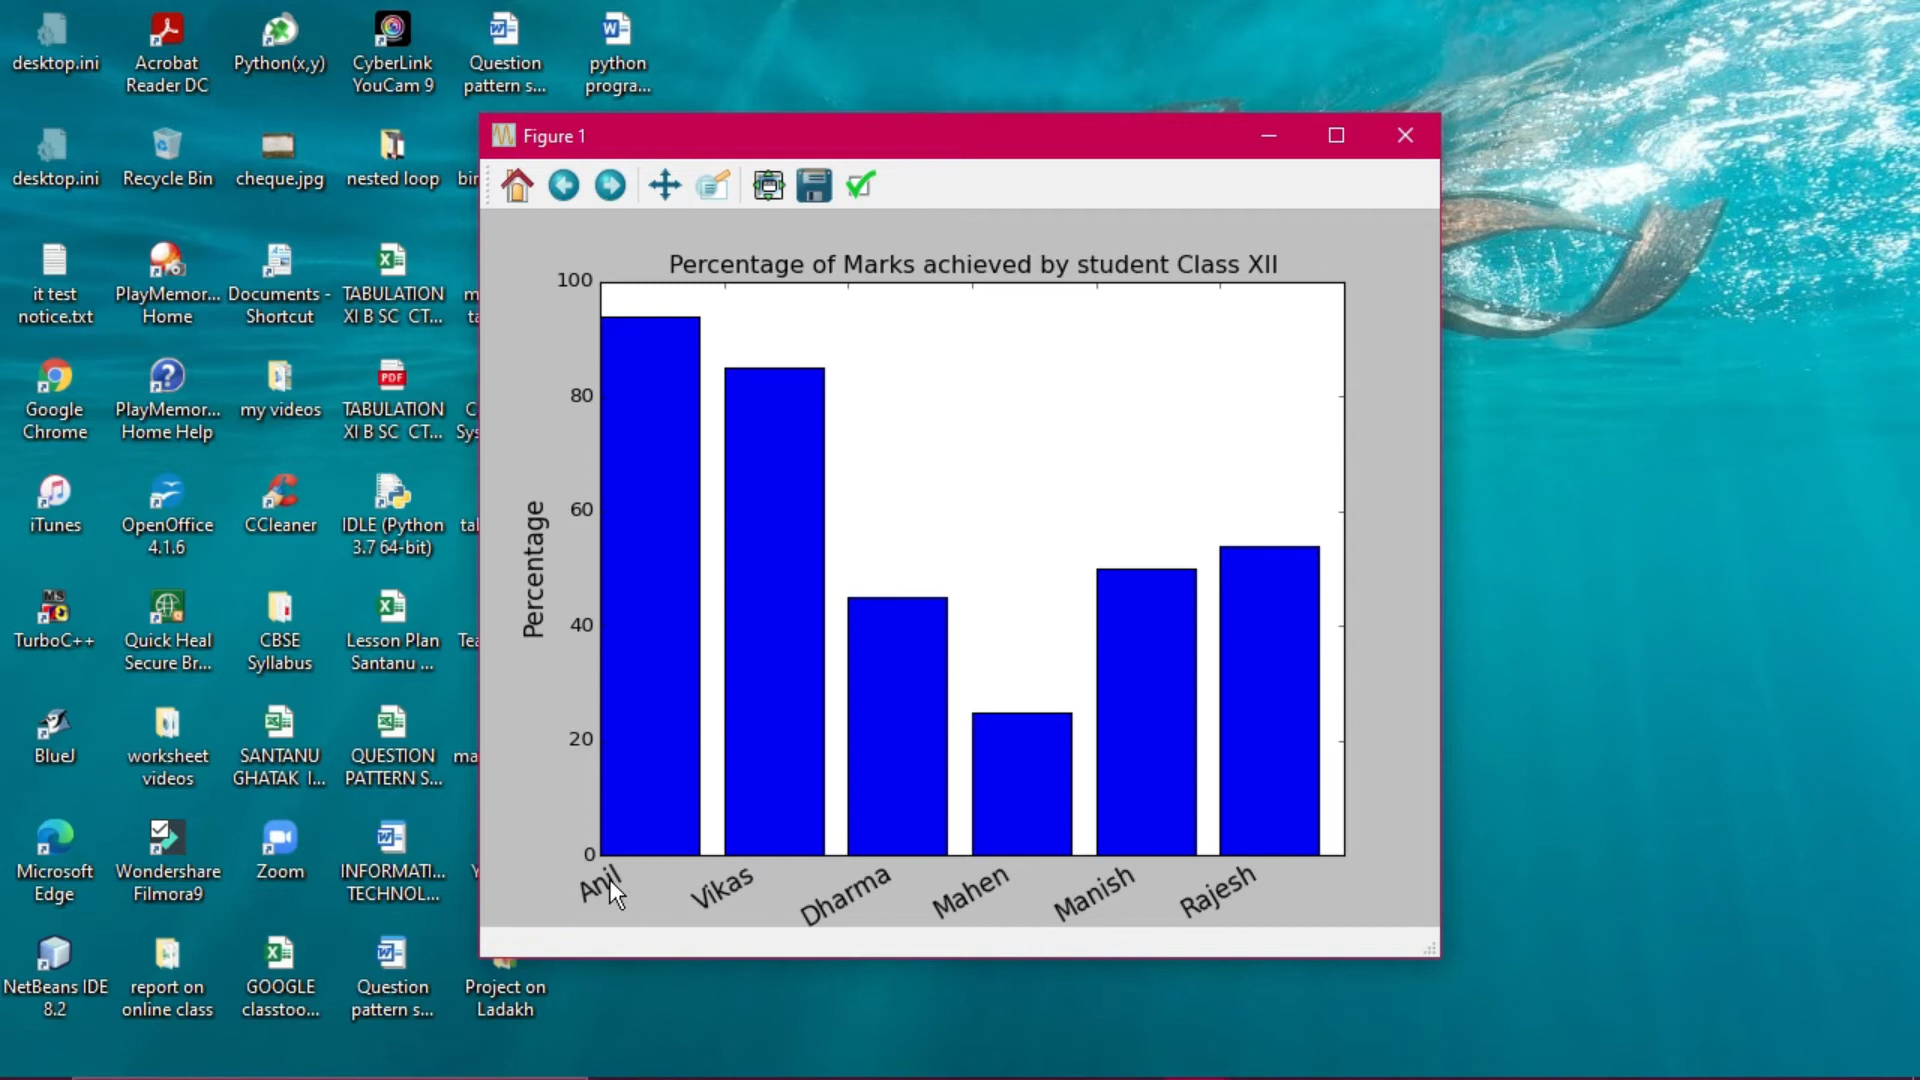 desktop.ini
Acrobat
Reader DC
Python(x,y)
CyberLink
YouCam 9
Question
pattern s...
python
progra...
desktop.ini
Recycle Bin
cheque.jpg
nested loop
it test
notice.txt
PlayMemor...
Home
Documents -
Shortcut
TABULATION
XI B SC CT...
Google
Chrome
PlayMemor...
Home Help
my videos
PDF
TABULATION
XI B SC CT...
iTunes
OpenOffice
4.1.6
CCleaner
IDLE (Python
3.7 64-bit)
MS
TurboC++
Quick Heal
Secure Br...
CBSE
Syllabus
Lesson Plan
Santanu ...
BlueJ
worksheet
videos
SANTANU
GHATAK I...
QUESTION
PATTERN S...
Microsoft
Edge
Wondershare
Filmora9
Zoom
INFORMATI...
TECHNOL...
NetBeans IDE
8.2
report on
online class
GOOGLE
classtoo...
Question
pattern s...
Project on
Ladakh
Figure 1
Percentage of Marks achieved by student Class XII
100
80
60
40
20
0
Percentage
Anil
Vikas
Dharma
Mahen
Manish
Rajesh